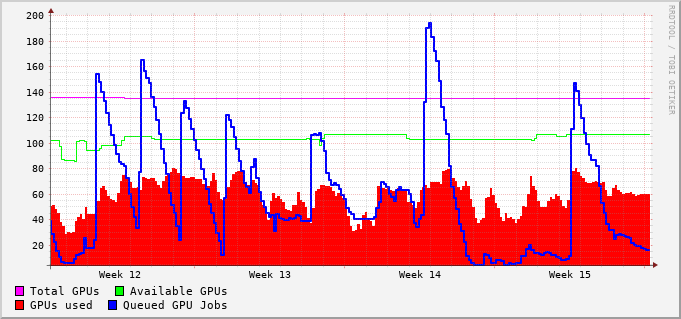 200
180
160
140
120
100
80
60
40
20
Week 12 Week 13 Week 14 Week 15
Total GPUs Available GPUs
GPUs used Queued GPU Jobs
RRDTOOL / TOBI OETIKER